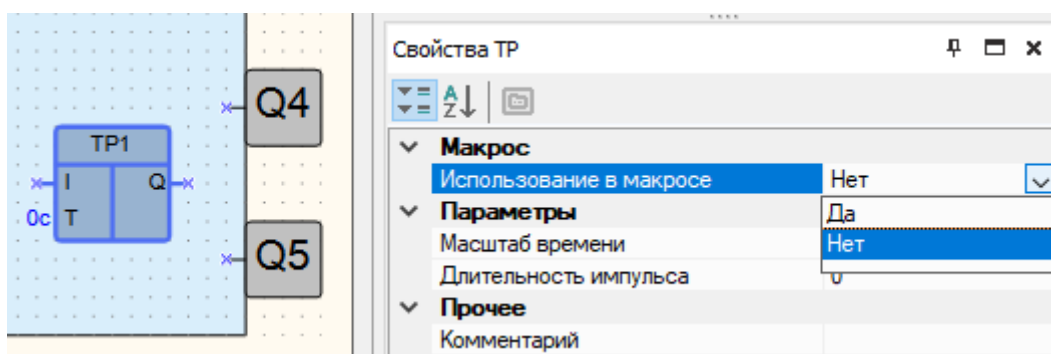 Q4
TP1
I Q
0c T
Q5
Свойства TP
A
Z
Макрос
Использование в макросе Нет
Да
Нет
Параметры
Масштаб времени
Длительность импульса 0
Прочее
Комментарий